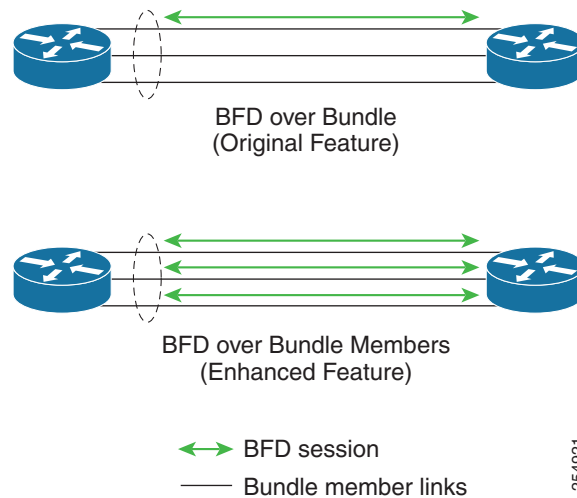 BFD over Bundle
(Original Feature)
BFD over Bundle Members
(Enhanced Feature)
BFD session
Bundle member links